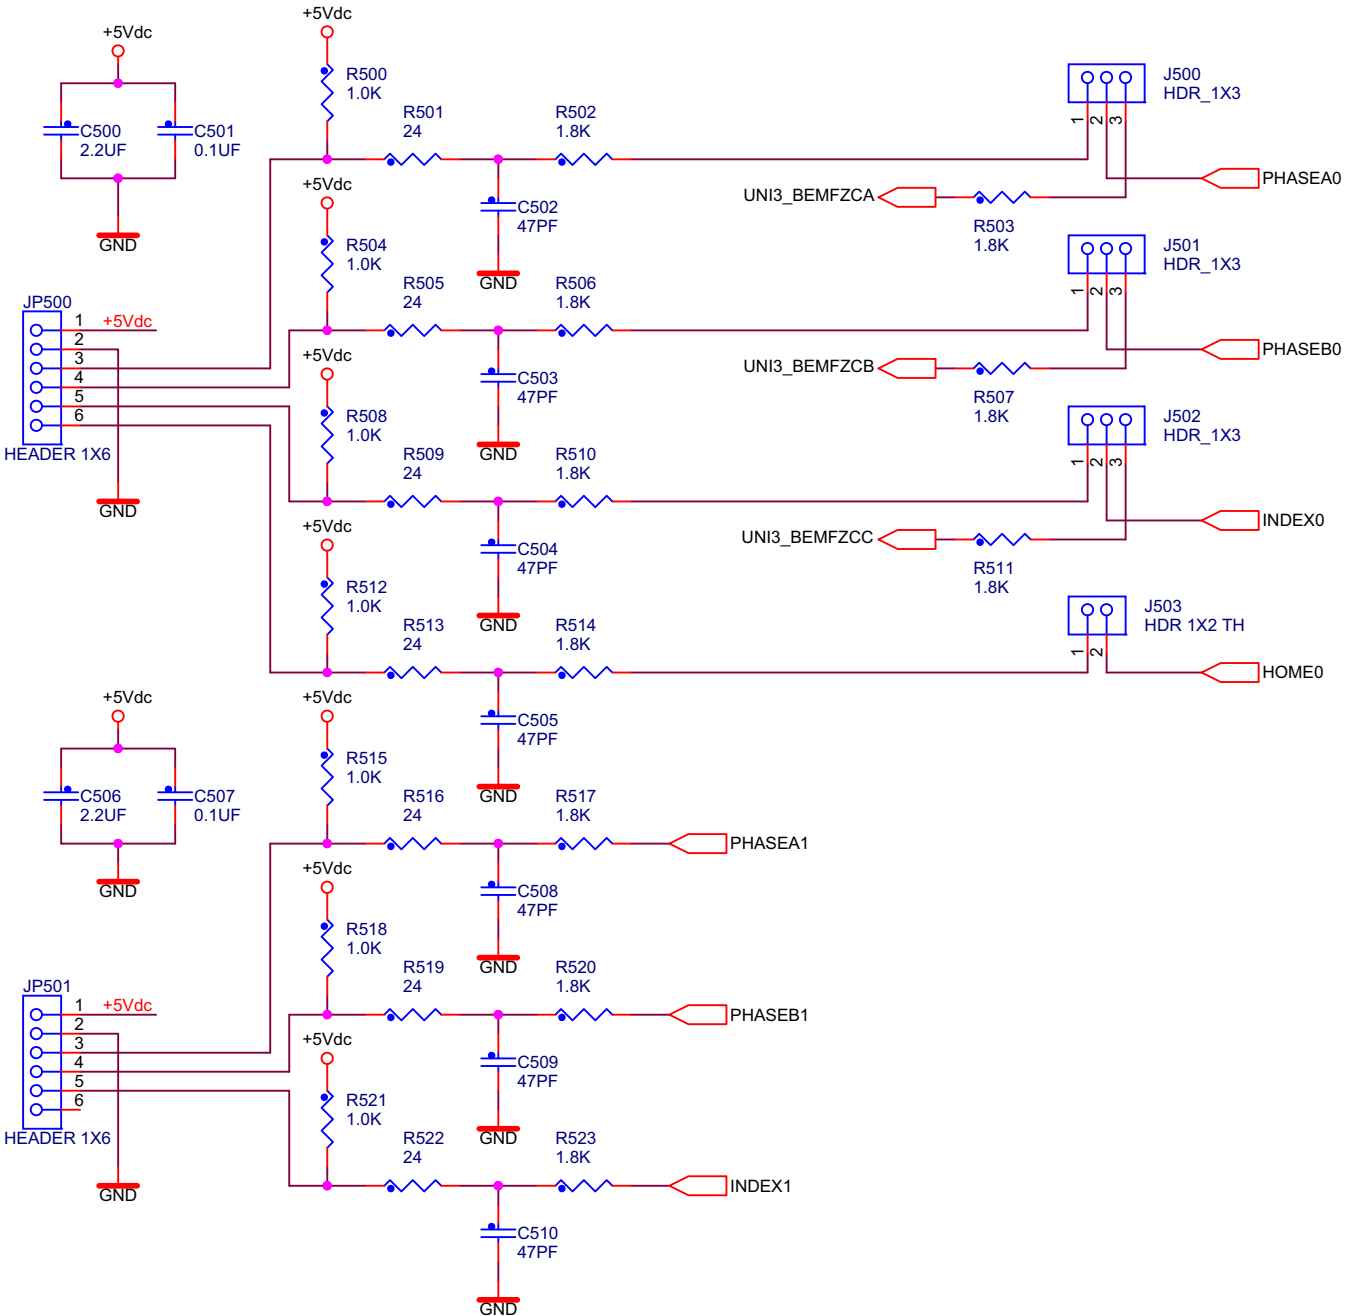 +5Vdc
+5Vdc
R500
1.0K
C500
2.2UF
C501
0.1UF
GND
R501
24
R502
1.8K
C502
47PF
GND
J500
HDR_1X3
1
2
3
PHASEA0
UNI3_BEMFZCA
R503
1.8K
+5Vdc
R504
1.0K
R505
24
R506
1.8K
C503
47PF
GND
J501
HDR_1X3
1
2
3
PHASEB0
UNI3_BEMFZCB
R507
1.8K
JP500
1
+5Vdc
2
3
4
5
6
HEADER 1X6
GND
+5Vdc
R508
1.0K
R509
24
R510
1.8K
C504
47PF
GND
J502
HDR_1X3
1
2
3
INDEX0
UNI3_BEMFZCC
R511
1.8K
+5Vdc
R512
1.0K
R513
24
R514
1.8K
C505
47PF
GND
J503
HDR 1X2 TH
1
2
HOME0
+5Vdc
C506
2.2UF
C507
0.1UF
GND
+5Vdc
R515
1.0K
R516
24
R517
1.8K
PHASEA1
C508
47PF
GND
+5Vdc
R518
1.0K
R519
24
R520
1.8K
PHASEB1
C509
47PF
GND
JP501
1
+5Vdc
2
3
4
5
6
HEADER 1X6
GND
+5Vdc
R521
1.0K
R522
24
R523
1.8K
INDEX1
C510
47PF
GND